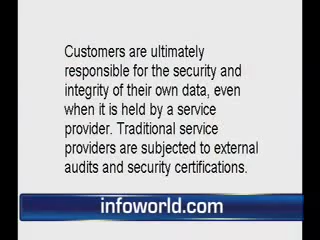 Customers are ultimately
responsible for the security and
integrity of their own data, even
when it is held by a service
provider. Traditional service
providers are subjected to external
audits and security certifications.
infoworld.com